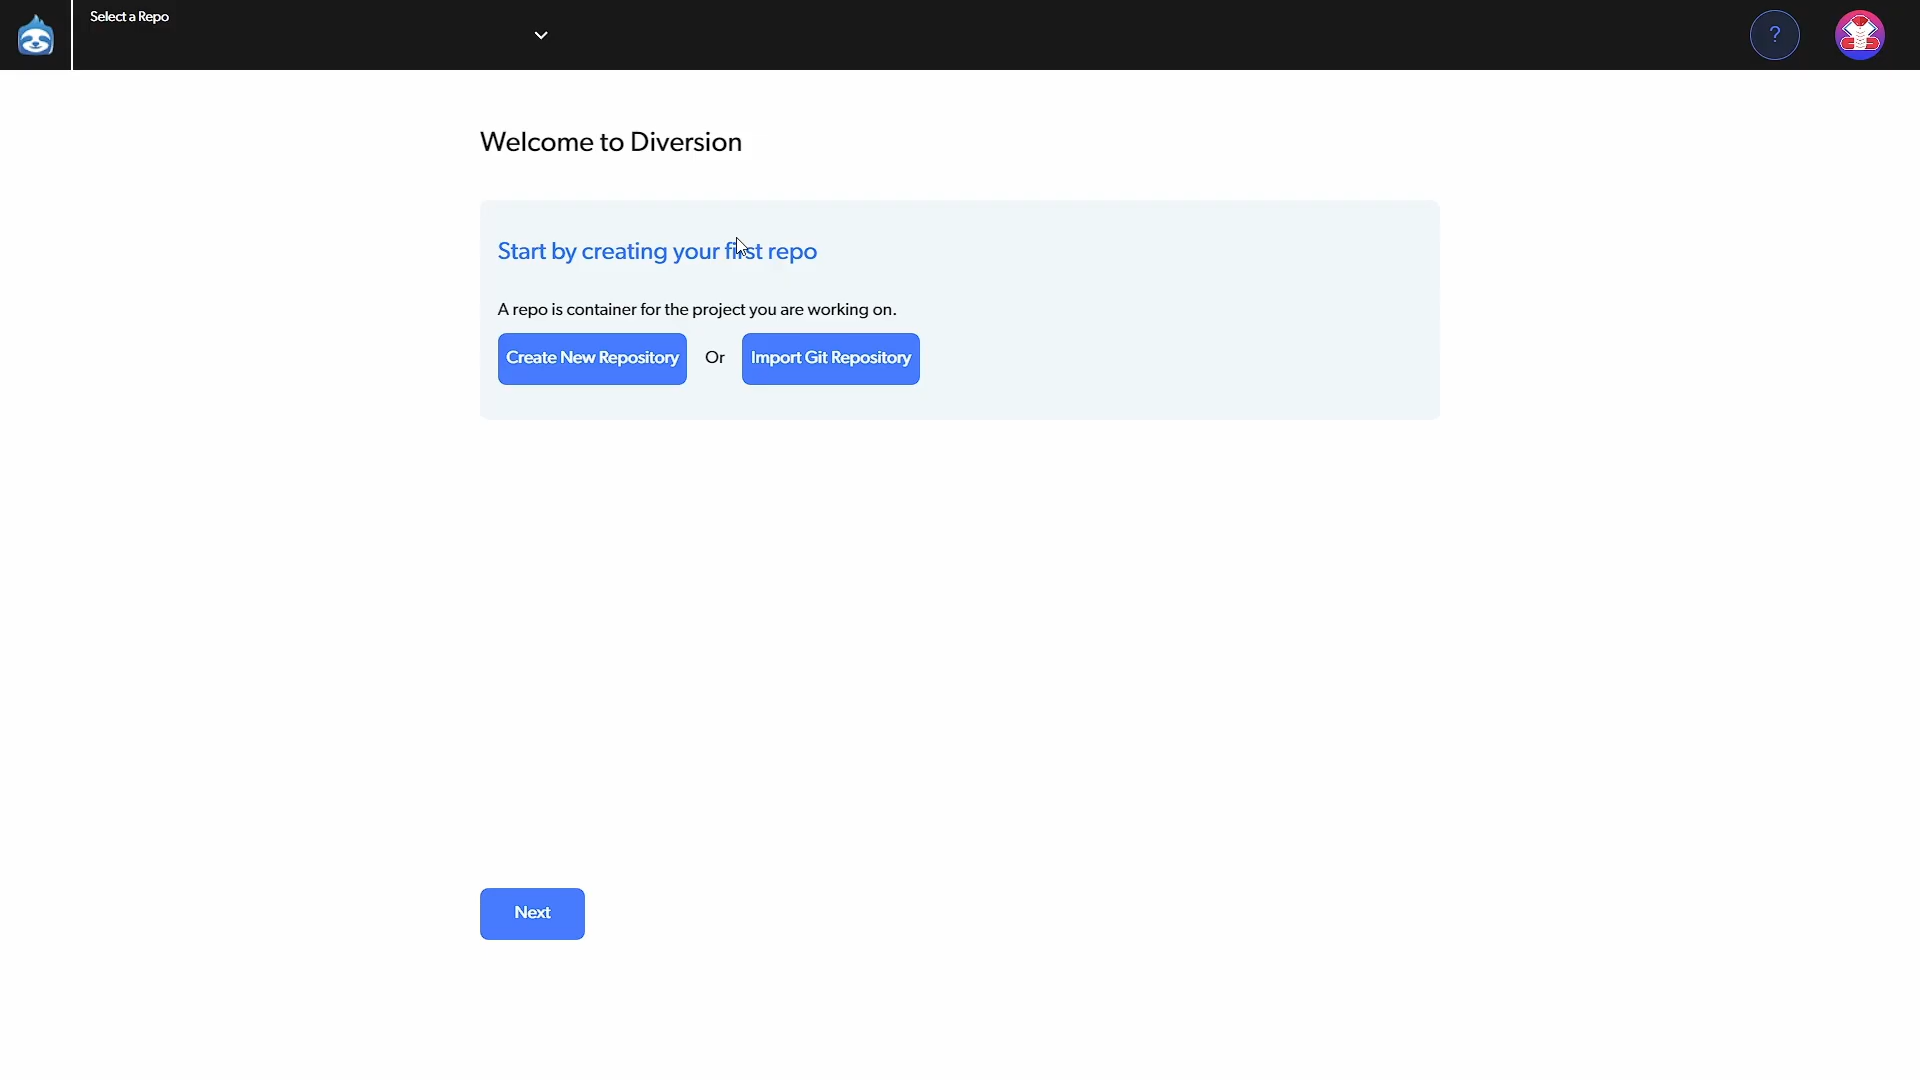 Select a Repo
?
Welcome to Diversion
Start by creating your first repo
A repo is container for the project you are working on.
Create New Repository Or Import Git Repository
Next